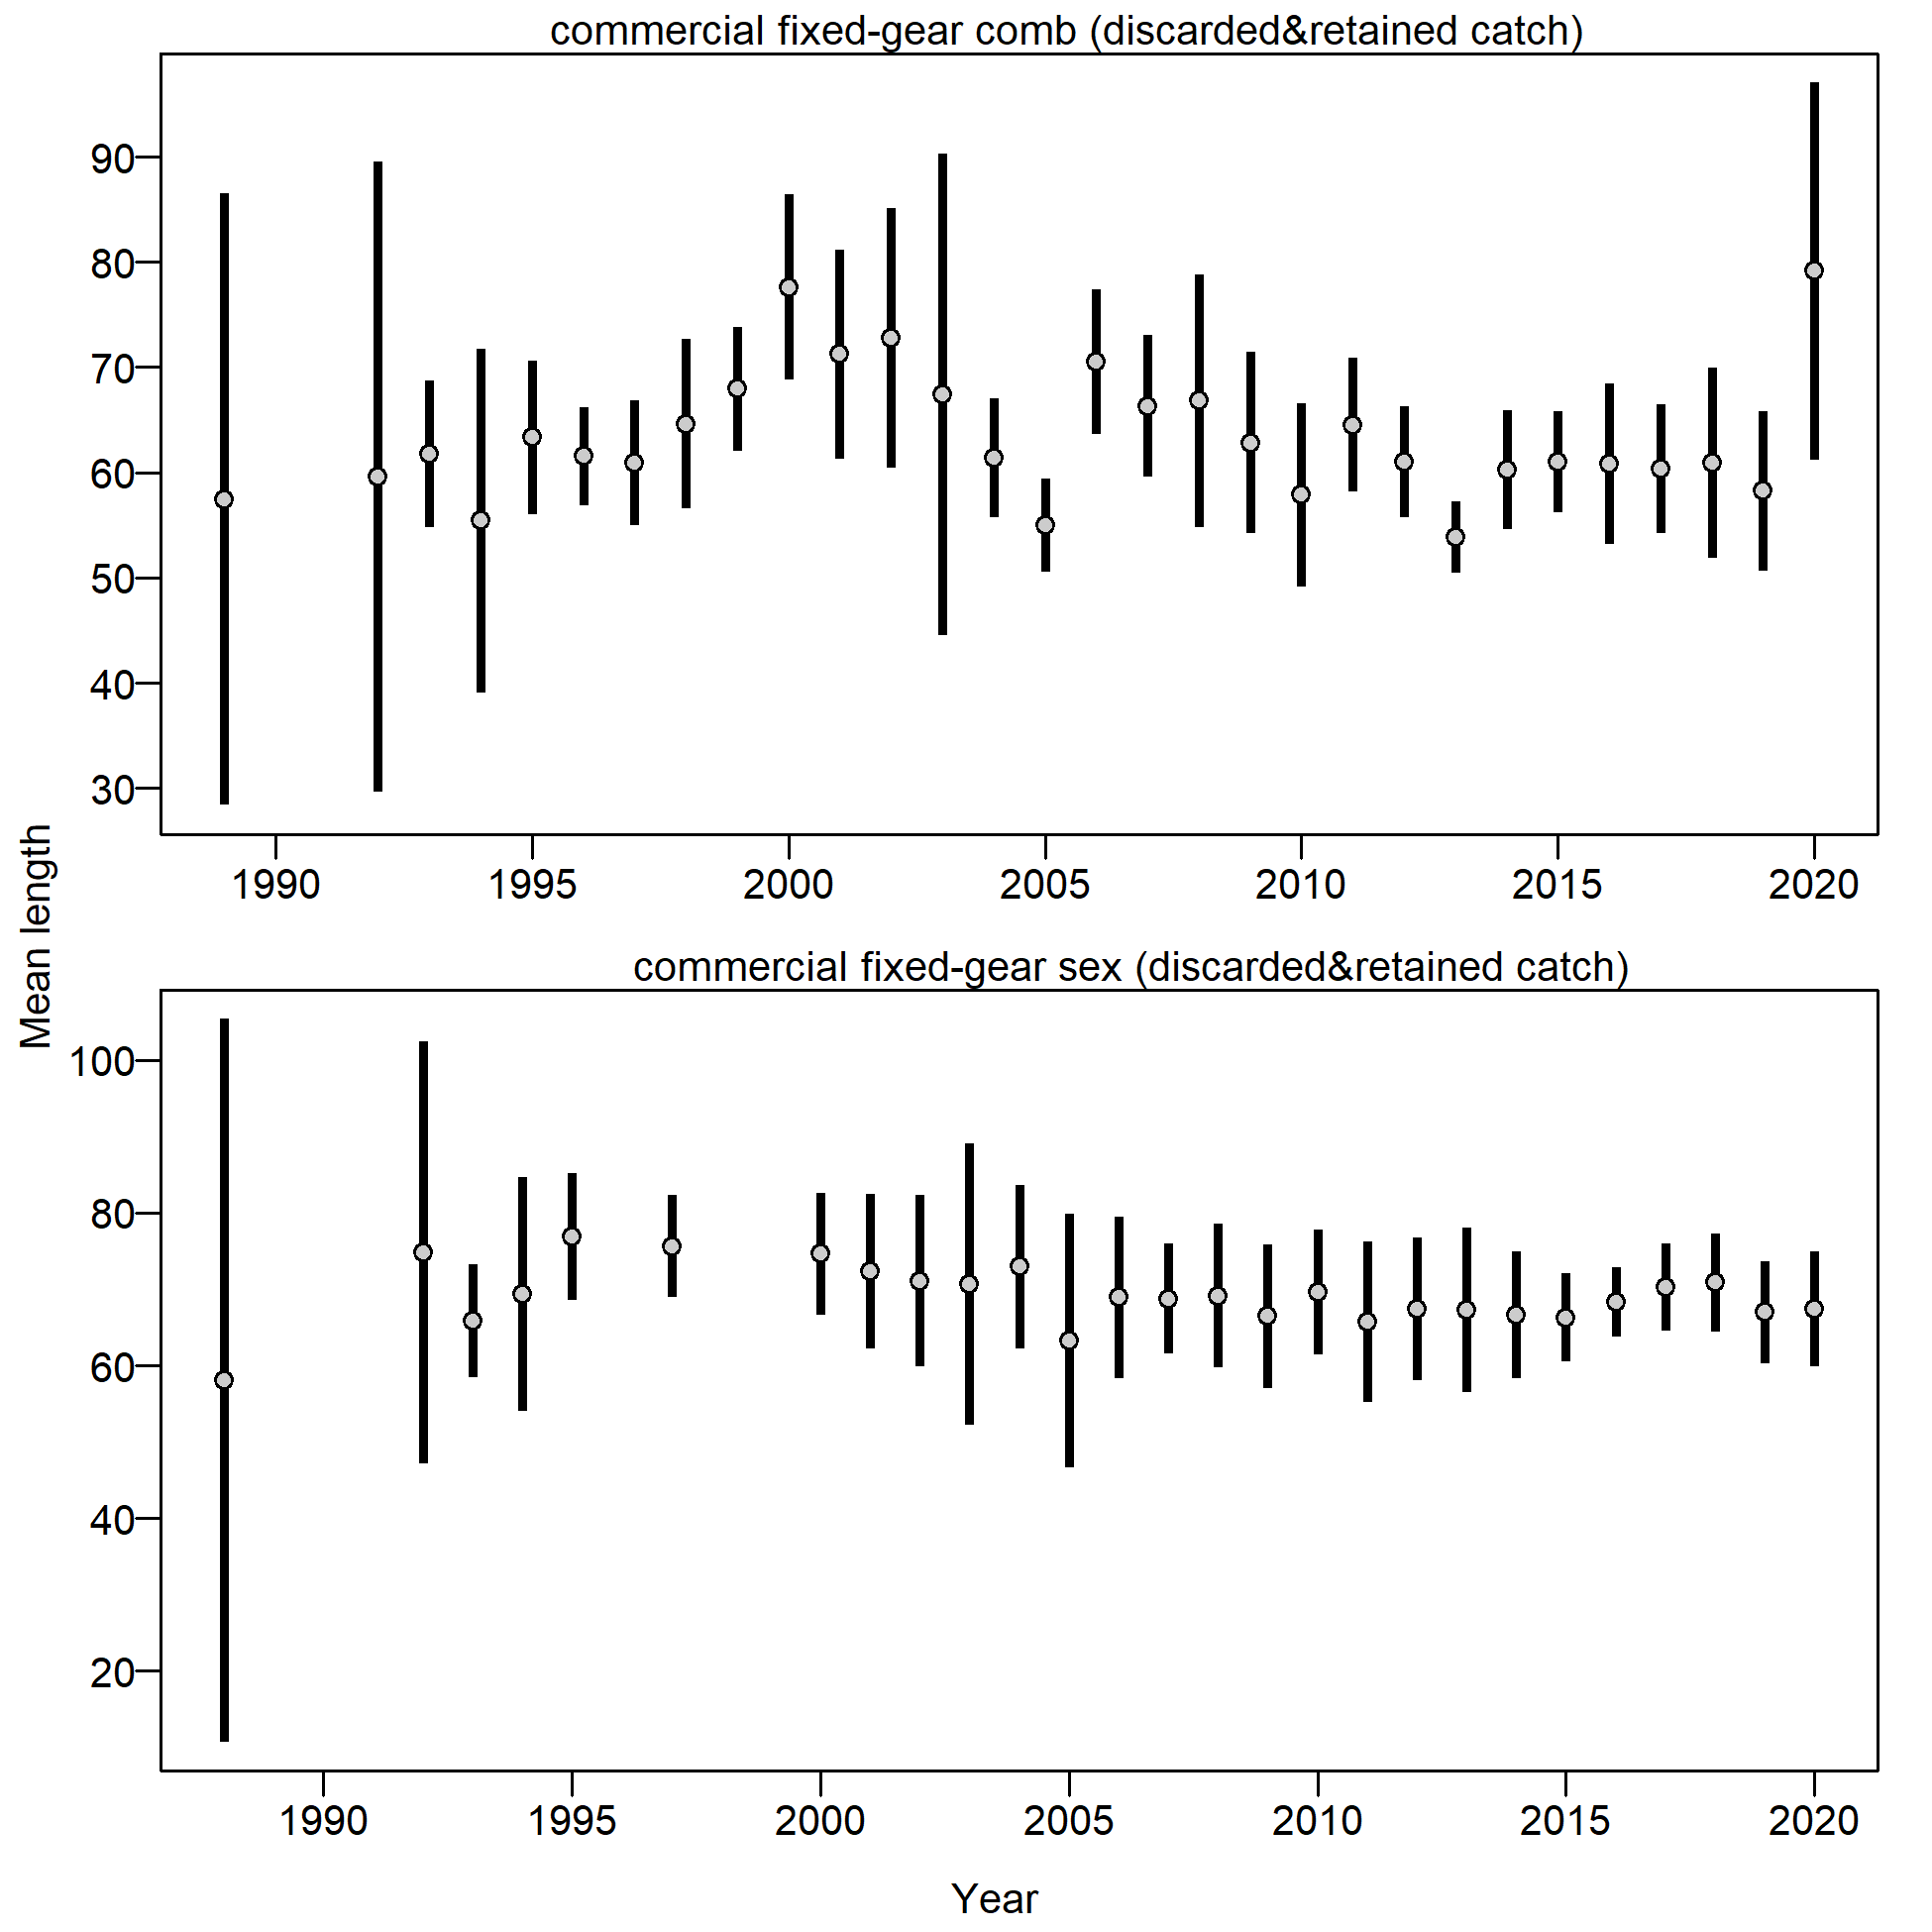 commercial fixed-gear comb (discarded&retained catch)
90
80
70
60
50
40
30
1990 1995 2000 2005 2010 2015 2020
Mean length
commercial fixed-gear sex (discarded&retained catch)
100
80
60
40
20
1990 1995 2000 2005 2010 2015 2020
Year